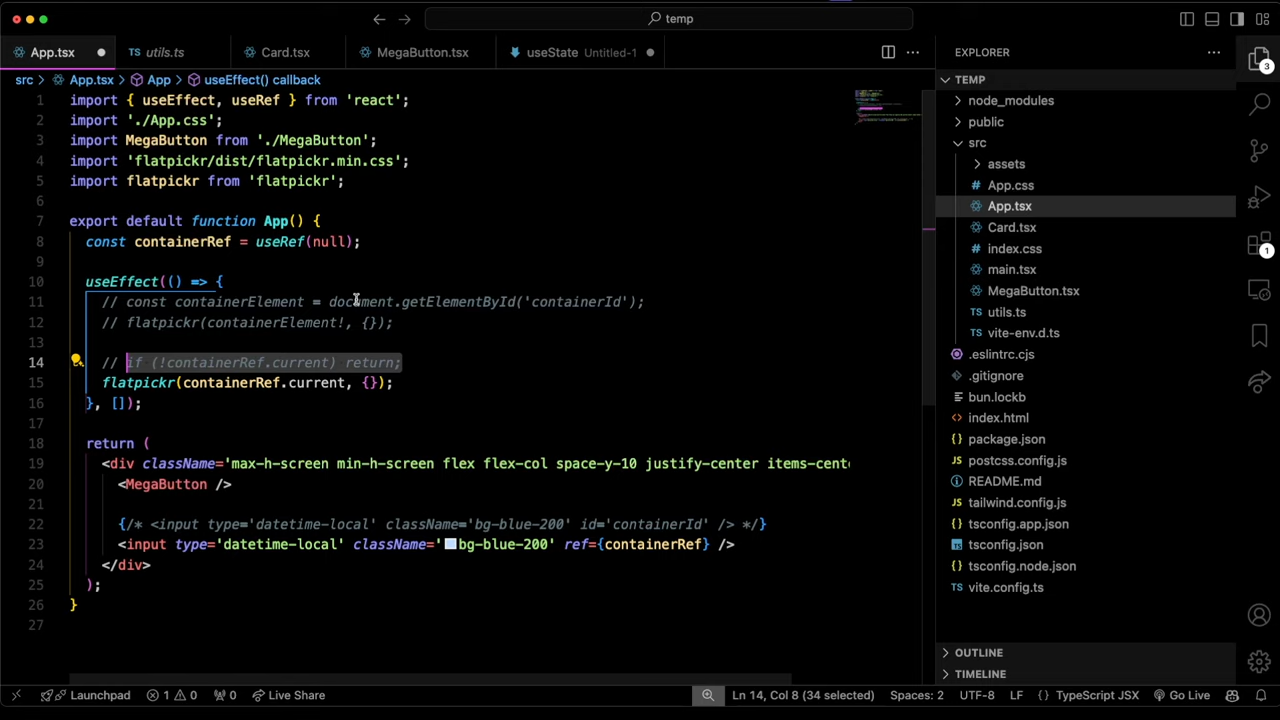 temp
App.tsx
TS utils.ts
Card.tsx
MegaButton.tsx
useState Untitled-1
EXPLORER
src > App.tsx > App > useEffect() callback
1 import { useEffect, useRef } from 'react';
2 import './App.css';
3 import MegaButton from './MegaButton';
4 import 'flatpickr/dist/flatpickr.min.css';
5 import flatpickr from 'flatpickr';
6
7 export default function App() {
8 const containerRef = useRef(null);
9
10 useEffect(() => {
11 // const containerElement = document.getElementById('containerId');
12 // flatpickr(containerElement!, {});
13
14 // if (!containerRef.current) return;
15 flatpickr(containerRef.current, {});
16 }, []);
17
18 return (
19 <div className='max-h-screen min-h-screen flex flex-col space-y-10 justify-center items-cente
20 <MegaButton />
21
22 {/* <input type='datetime-local' className='bg-blue-200' id='containerId' /> */}
23 <input type='datetime-local' className='bg-blue-200' ref={containerRef} />
24 </div>
25 );
26 }
27
TEMP
node_modules
public
src
assets
# App.css
App.tsx
Card.tsx
# index.css
main.tsx
MegaButton.tsx
TS utils.ts
TS vite-env.d.ts
.eslintrc.cjs
.gitignore
bun.lockb
<> index.html
package.json
postcss.config.js
README.md
tailwind.config.js
tsconfig.app.json
tsconfig.json
tsconfig.node.json
vite.config.ts
OUTLINE
TIMELINE
3
1
Launchpad
1 0
0
Live Share
Ln 14, Col 8 (34 selected)
Spaces: 2
UTF-8
LF
{} TypeScript JSX
Go Live